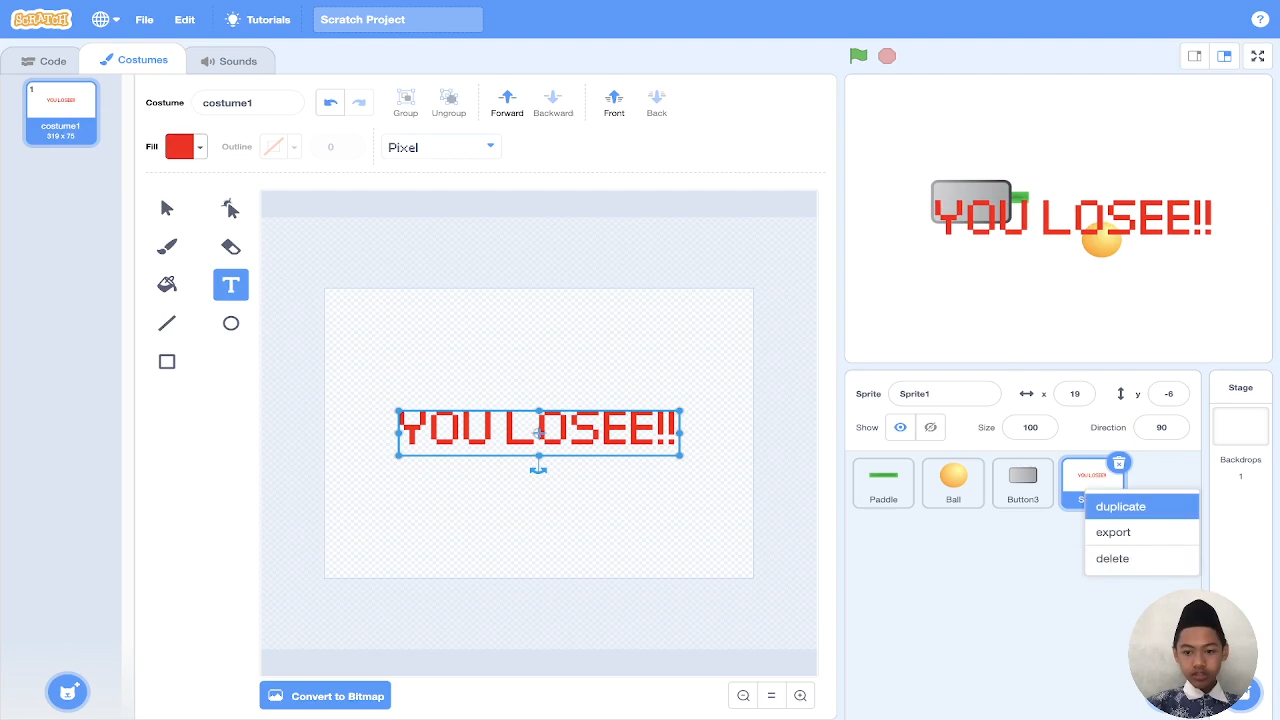 SCRATCH File Edit Tutorials Scratch Project ?
Code Costumes Sounds
1
YOU LOSEE!!
costume1
319 x 75
Costume costume1 Group Ungroup Forward Backward Front Back
Fill Outline 0 Pixel
T
YOU LOSEE!!
Convert to Bitmap
YOU LOSEE!!
Sprite Sprite1 x 19 y -6
Show Size 100 Direction 90
Paddle Ball Button3
YOU LOSEE!!
duplicate
export
delete
Stage
Backdrops
1